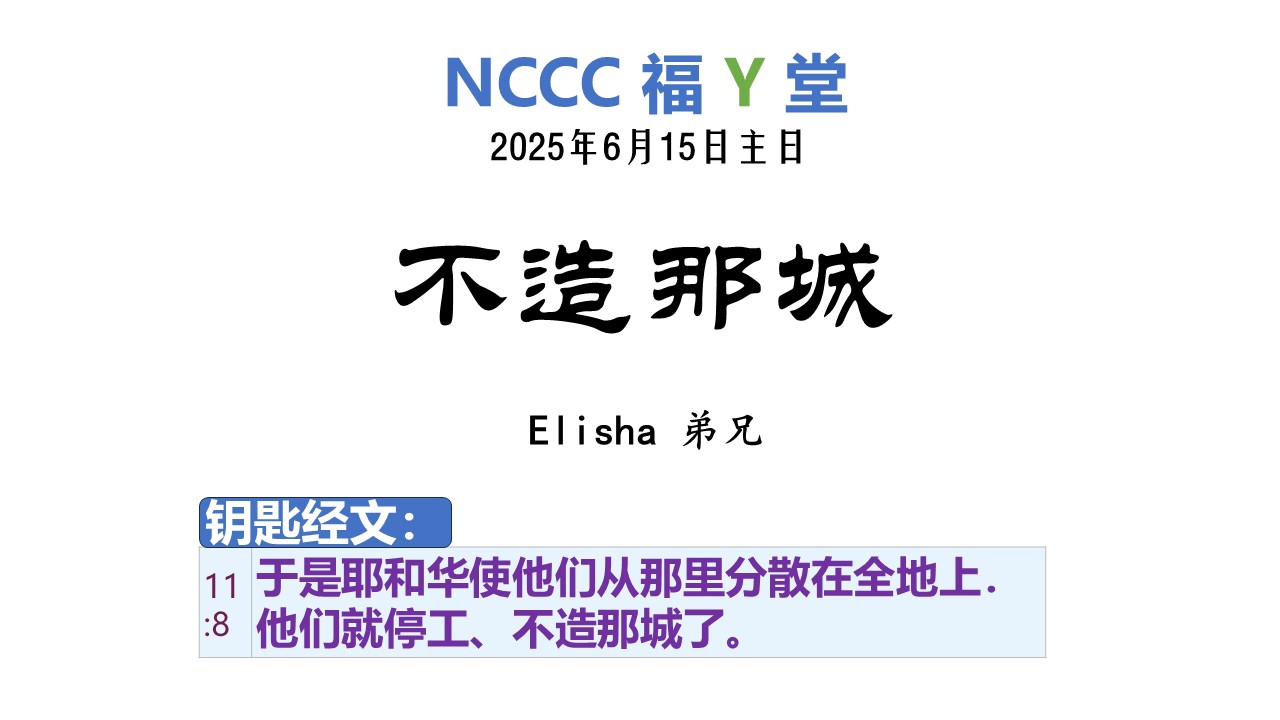 NCCC 福 Y 堂
2025年6月15日主日
不造那城
Elisha 弟兄
钥匙经文：
11
:8
于是耶和华使他们从那里分散在全地上．
他们就停工、不造那城了。